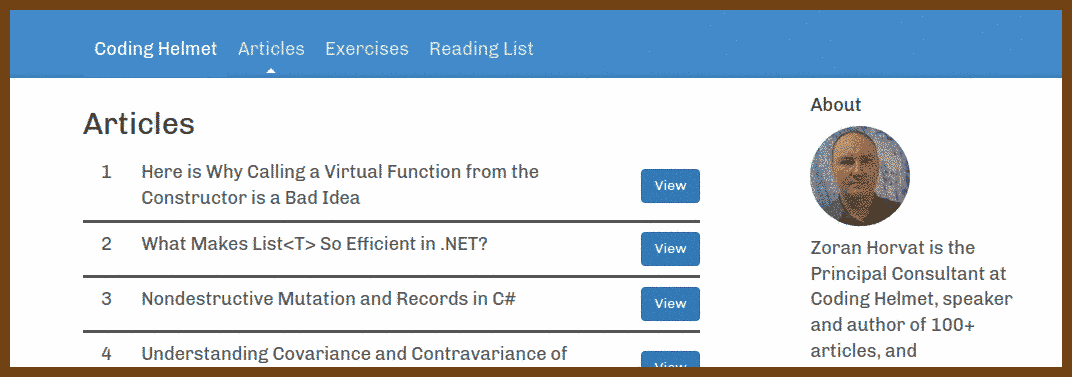 Coding Helmet Articles Exercises Reading List
Articles
1 Here is Why Calling a Virtual Function from the
Constructor is a Bad Idea
View
2 What Makes List<T> So Efficient in .NET?
View
3 Nondestructive Mutation and Records in C#
View
4 Understanding Covariance and Contravariance of
View
About
Zoran Horvat is the
Principal Consultant at
Coding Helmet, speaker
and author of 100+
articles, and